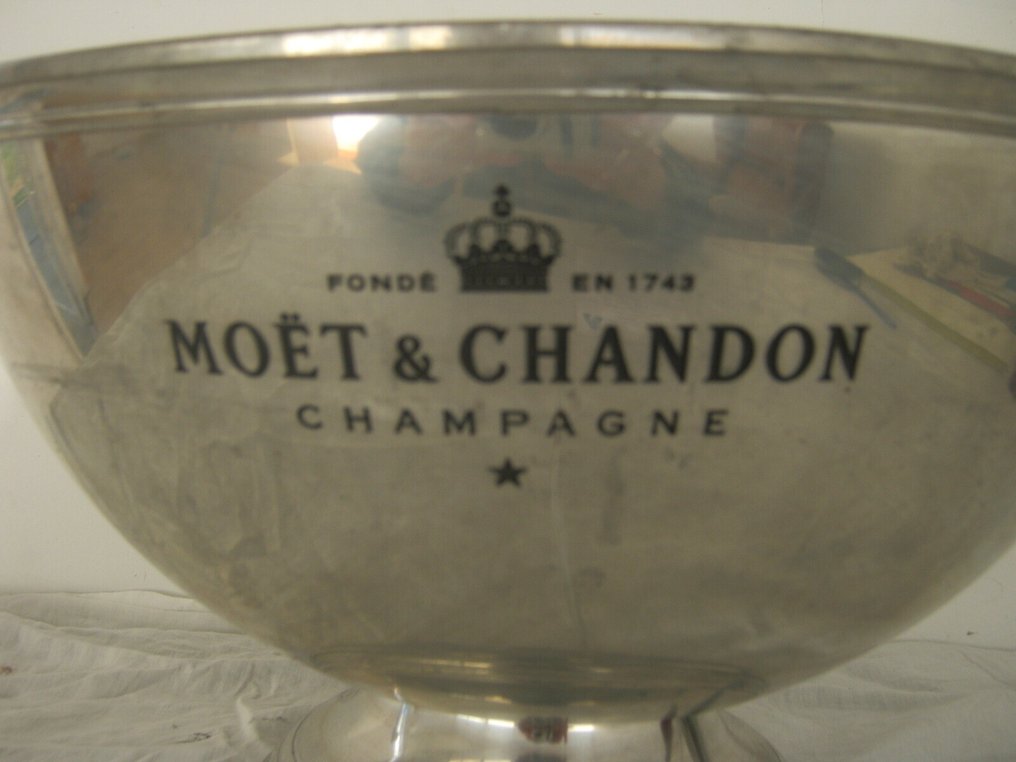 FONDÉ EN 1743
MOËT & CHANDON
CHAMPAGNE